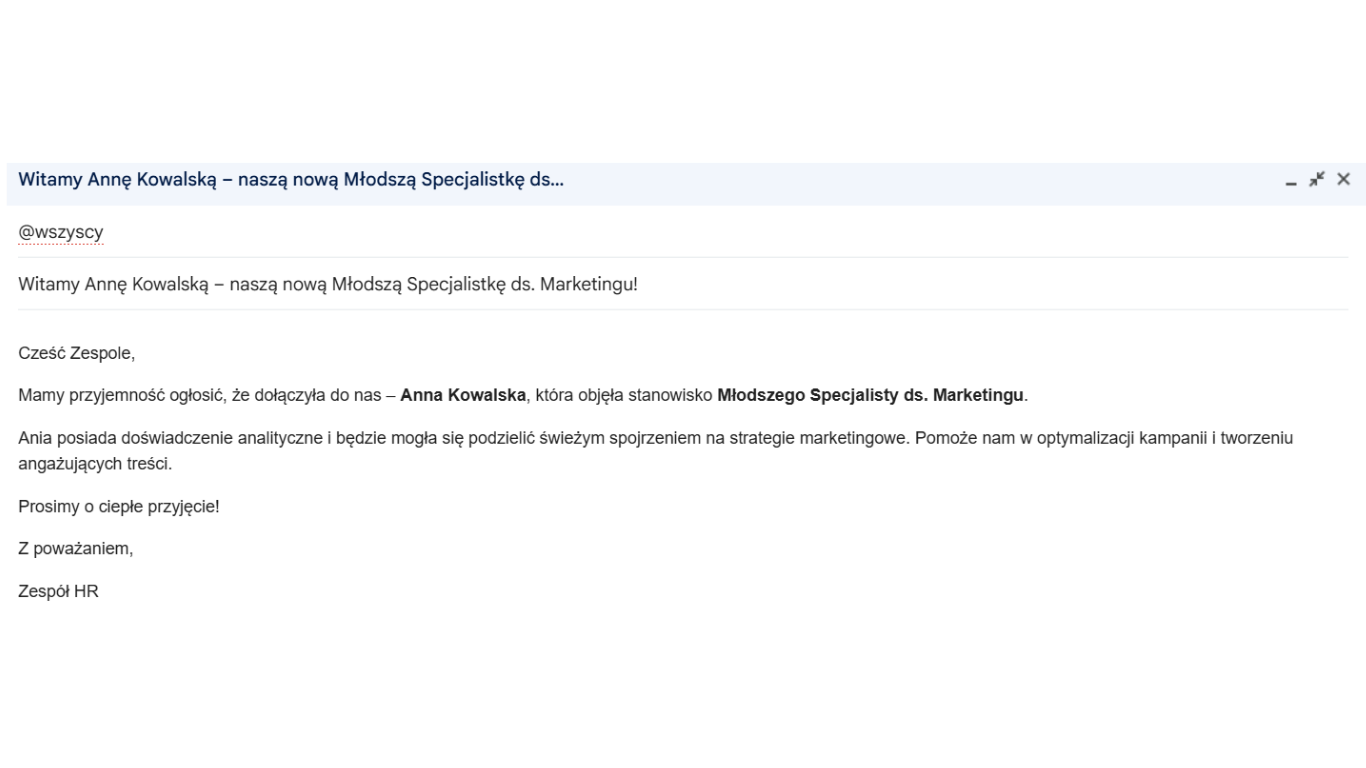 Witamy Annę Kowalską – naszą nową Młodszą Specjalistkę ds...
@wszyscy
Witamy Annę Kowalską – naszą nową Młodszą Specjalistkę ds. Marketingu!
Cześć Zespole,
Mamy przyjemność ogłosić, że dołączyła do nas – Anna Kowalska, która objęła stanowisko Młodszego Specjalisty ds. Marketingu.
Ania posiada doświadczenie analityczne i będzie mogła się podzielić świeżym spojrzeniem na strategie marketingowe. Pomoże nam w optymalizacji kampanii i tworzeniu
angażujących treści.
Prosimy o ciepłe przyjęcie!
Z poważaniem,
Zespół HR